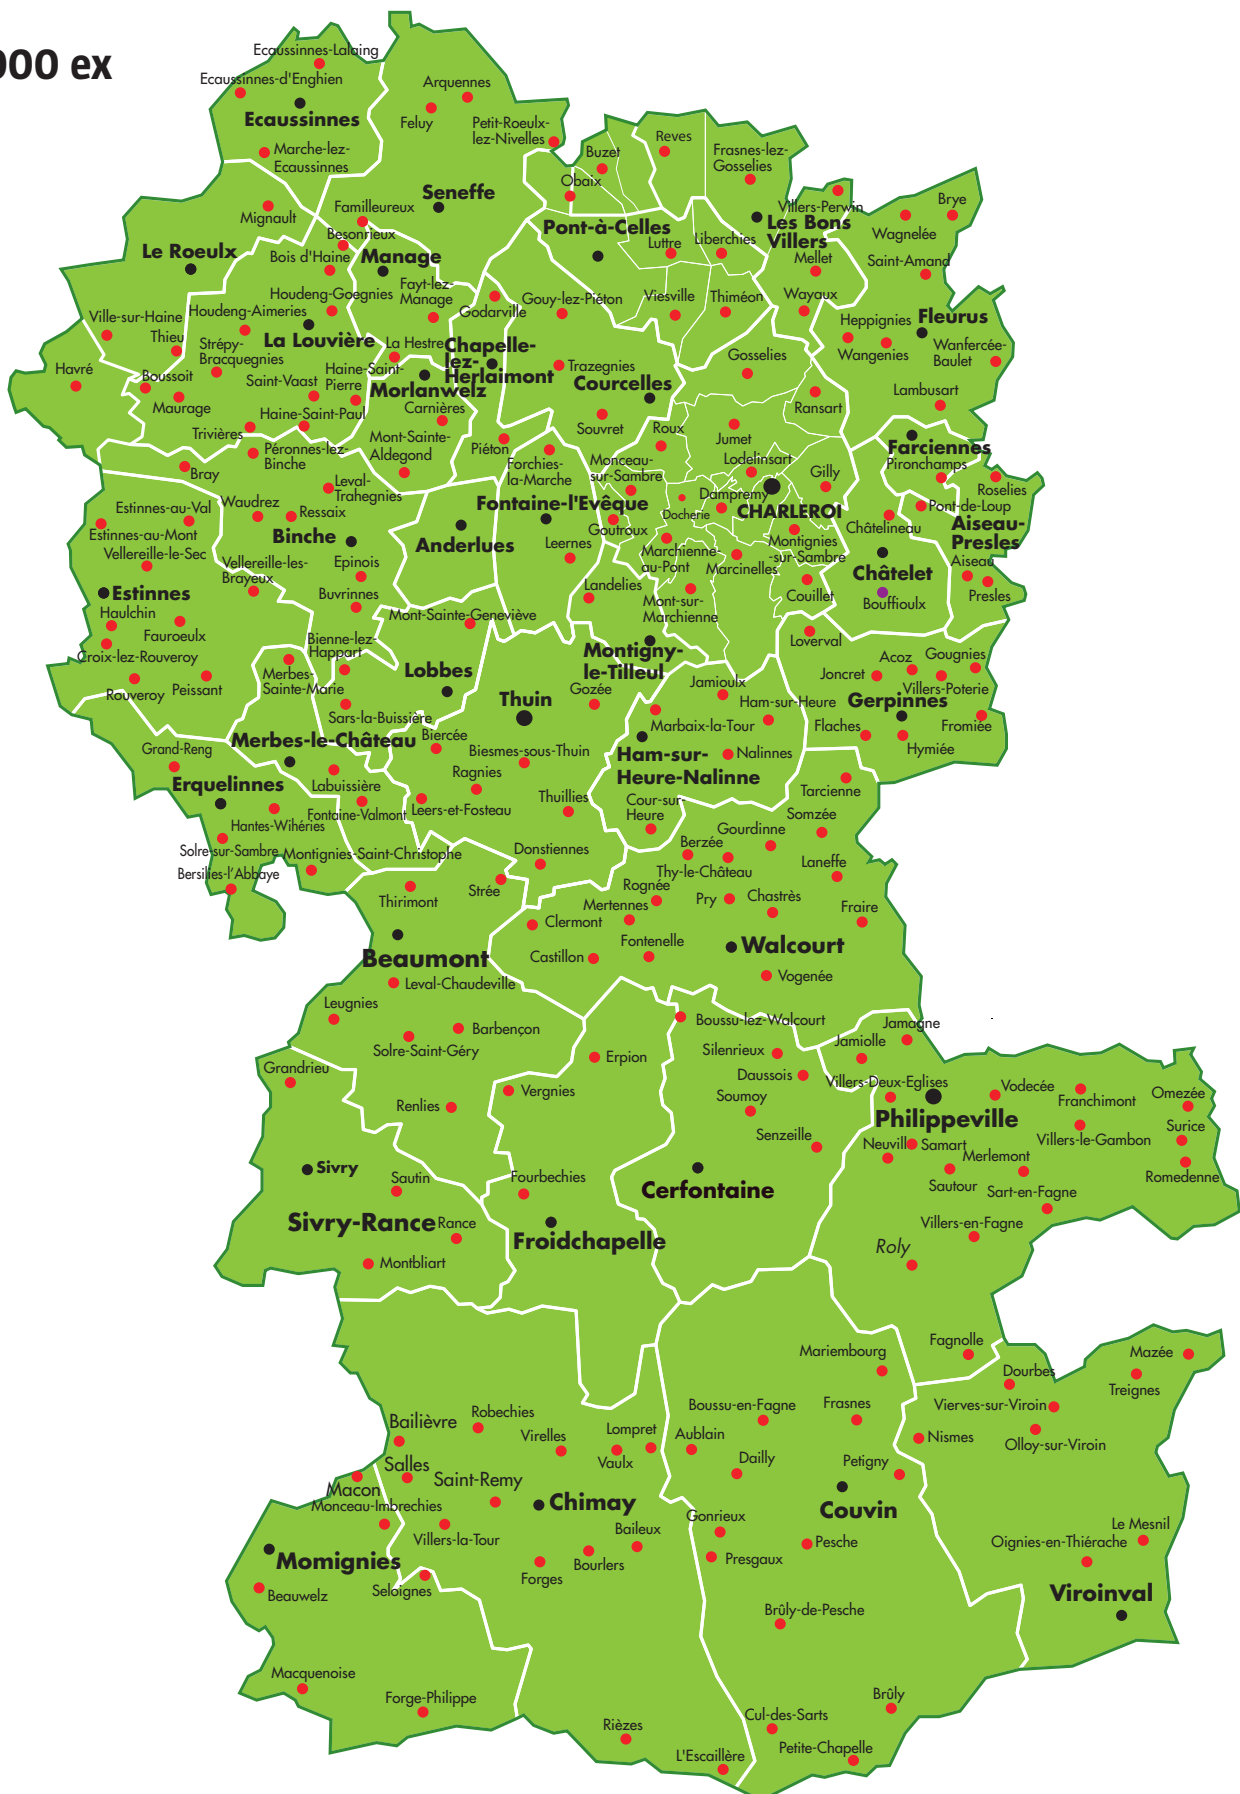 000 ex
Ecaussinnes-Lalaing
Ecaussinnes-d'Enghien
Ecaussinnes
Marche-lez-
Ecaussinnes
Arquennes
Feluy
Petit-Roeulx-
lez-Nivelles
Seneffe
Buzet
Obaix
Reves
Frasnes-lez-
Gosselies
Villers-Perwin
Les Bons
Villers
Brye
Wagnelée
Saint-Amand
Mignault
Familleureux
Besonrieux
Le Roeulx
Bois d'Haine
Manage
Pont-à-Celles
Luttre
Liberchies
Mellet
Houdeng-Goegnies
Fayt-lez-
Manage
Godarville
Gouy-lez-Piéton
Viesville
Thiméon
Wayaux
Ville-sur-Haine
Houdeng-Aimeries
Thieu
La Louvière
Strépy-
Bracquegnies
La Hestre
Chapelle-
lez-
Herlaimont
Heppignies
Fleurus
Wangenies
Wanfercée-
Baulet
Gosselies
Havré
Boussoit
Saint-Vaast
Haine-Saint-
Pierre
Morlanwelz
Trazegnies
Courcelles
Maurage
Haine-Saint-Paul
Carnières
Souvret
Ransart
Lambusart
Trivières
Mont-Sainte-
Aldegond
Piéton
Roux
Jumet
Farciennes
Péronnes-lez-
Binche
Bray
Forchies-
la-Marche
Monceau-
sur-Sambre
Lodelinsart
Gilly
Pironchamps
Roselies
Leval-
Trahegnies
Waudrez
Ressaix
Estinnes-au-Val
Estinnes-au-Mont
Fontaine-l'Evêque
Docherie
Dampremy
CHARLEROI
Pont-de-Loup
Châtelineau
Aiseau-
Presles
Goutroux
Vellereille-le-Sec
Binche
Anderlues
Leernes
Marchienne-
au-Pont
Marcinelles
Montignies
-sur-Sambre
Vellereille-les-
Brayeux
Epinois
Châtelet
Aiseau
Presles
Estinnes
Buvrinnes
Landelies
Mont-sur-
Marchienne
Couillet
Bouffioulx
Haulchin
Fauroeulx
Mont-Sainte-Geneviève
Loverval
Croix-lez-Rouveroy
Bienne-lez-
Happart
Montigny-
le-Tilleul
Acoz
Gougnies
Rouveroy
Peissant
Merbes-
Sainte-Marie
Lobbes
Thuin
Gozée
Jamioulx
Joncret
Villers-Poterie
Gerpinnes
Sars-la-Buissière
Marbaix-la-Tour
Ham-sur-Heure
Flaches
Fromiée
Hymiée
Grand-Reng
Merbes-le-Château
Biercée
Biesmes-sous-Thuin
Ham-sur-
Heure-Nalinne
Nalinnes
Erquelinnes
Labuissière
Ragnies
Tarcienne
Hantes-Wihéries
Fontaine-Valmont
Leers-et-Fosteau
Thuillies
Cour-sur-
Heure
Somzée
Gourdinne
Solre-sur-Sambre
Montignies-Saint-Christophe
Donstiennes
Berzée
Thy-le-Château
Laneffe
Bersilles-l'Abbaye
Thirimont
Strée
Rognée
Pry
Chastrès
Mertennes
Fraire
Clermont
Beaumont
Castillon
Fontenelle
Walcourt
Vogenée
Leval-Chaudeville
Leugnies
Barbençon
Solre-Saint-Géry
Boussu-lez-Walcourt
Jamagne
Jamiolle
Grandrieu
Erpion
Silenrieux
Daussois
Villers-Deux-Eglises
Vodecée
Franchimont
Omezée
Renlies
Vergnies
Soumoy
Philippeville
Villers-le-Gambon
Surice
Senzeille
Neuville
Samart
Merlemont
Sivry
Sautin
Fourbechies
Cerfontaine
Sautour
Sart-en-Fagne
Romedenne
Sivry-Rance
Rance
Froidchapelle
Villers-en-Fagne
Roly
Montbliart
Fagnolle
Mariembourg
Mazée
Dourbes
Treignes
Bailièvre
Robechies
Boussu-en-Fagne
Frasnes
Vierves-sur-Viroin
Virelles
Lompret
Aublain
Nismes
Olloy-sur-Viroin
Vaulx
Salles
Dailly
Petigny
Macon
Saint-Remy
Monceau-Imbrechies
Chimay
Couvin
Gonrieux
Villers-la-Tour
Baileux
Pesche
Oignies-en-Thiérache
Le Mesnil
Momignies
Forges
Bourlers
Presgaux
Beauwelz
Seloignes
Viroinval
Brûly-de-Pesche
Macquenoise
Forge-Philippe
Brûly
Rièzes
Cul-des-Sarts
L'Escaillère
Petite-Chapelle